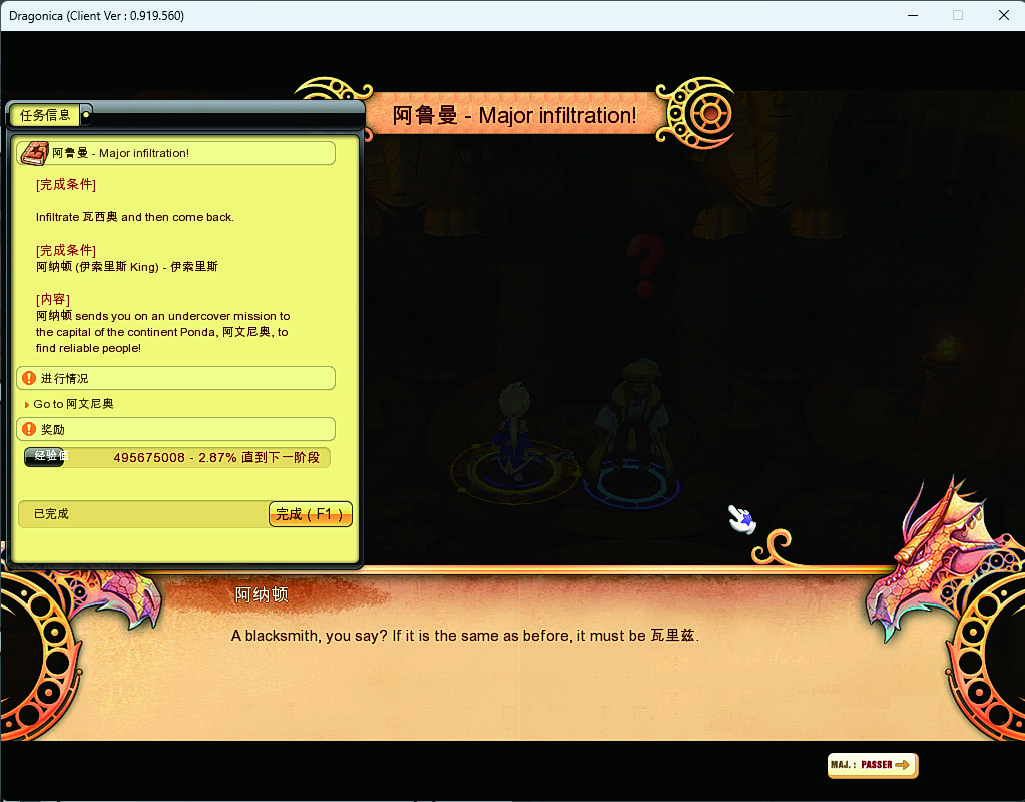 Dragonica (Client Ver : 0.919.560)
阿鲁曼 - Major infiltration!
任务信息
阿鲁曼 - Major infiltration!
[完成条件]
Infiltrate 瓦西奥 and then come back.
[完成条件]
阿纳顿 (伊索里斯 King) - 伊索里斯
[内容]
阿纳顿 sends you on an undercover mission to
the capital of the continent Ponda, 阿文尼奥, to
find reliable people!
进行情况
Go to 阿文尼奥
奖励
经验值 495675008 - 2.87% 直到下一阶段
已完成 完成 ( F1 )
阿纳顿
A blacksmith, you say? If it is the same as before, it must be 瓦里兹.
MAJ. : PASSER